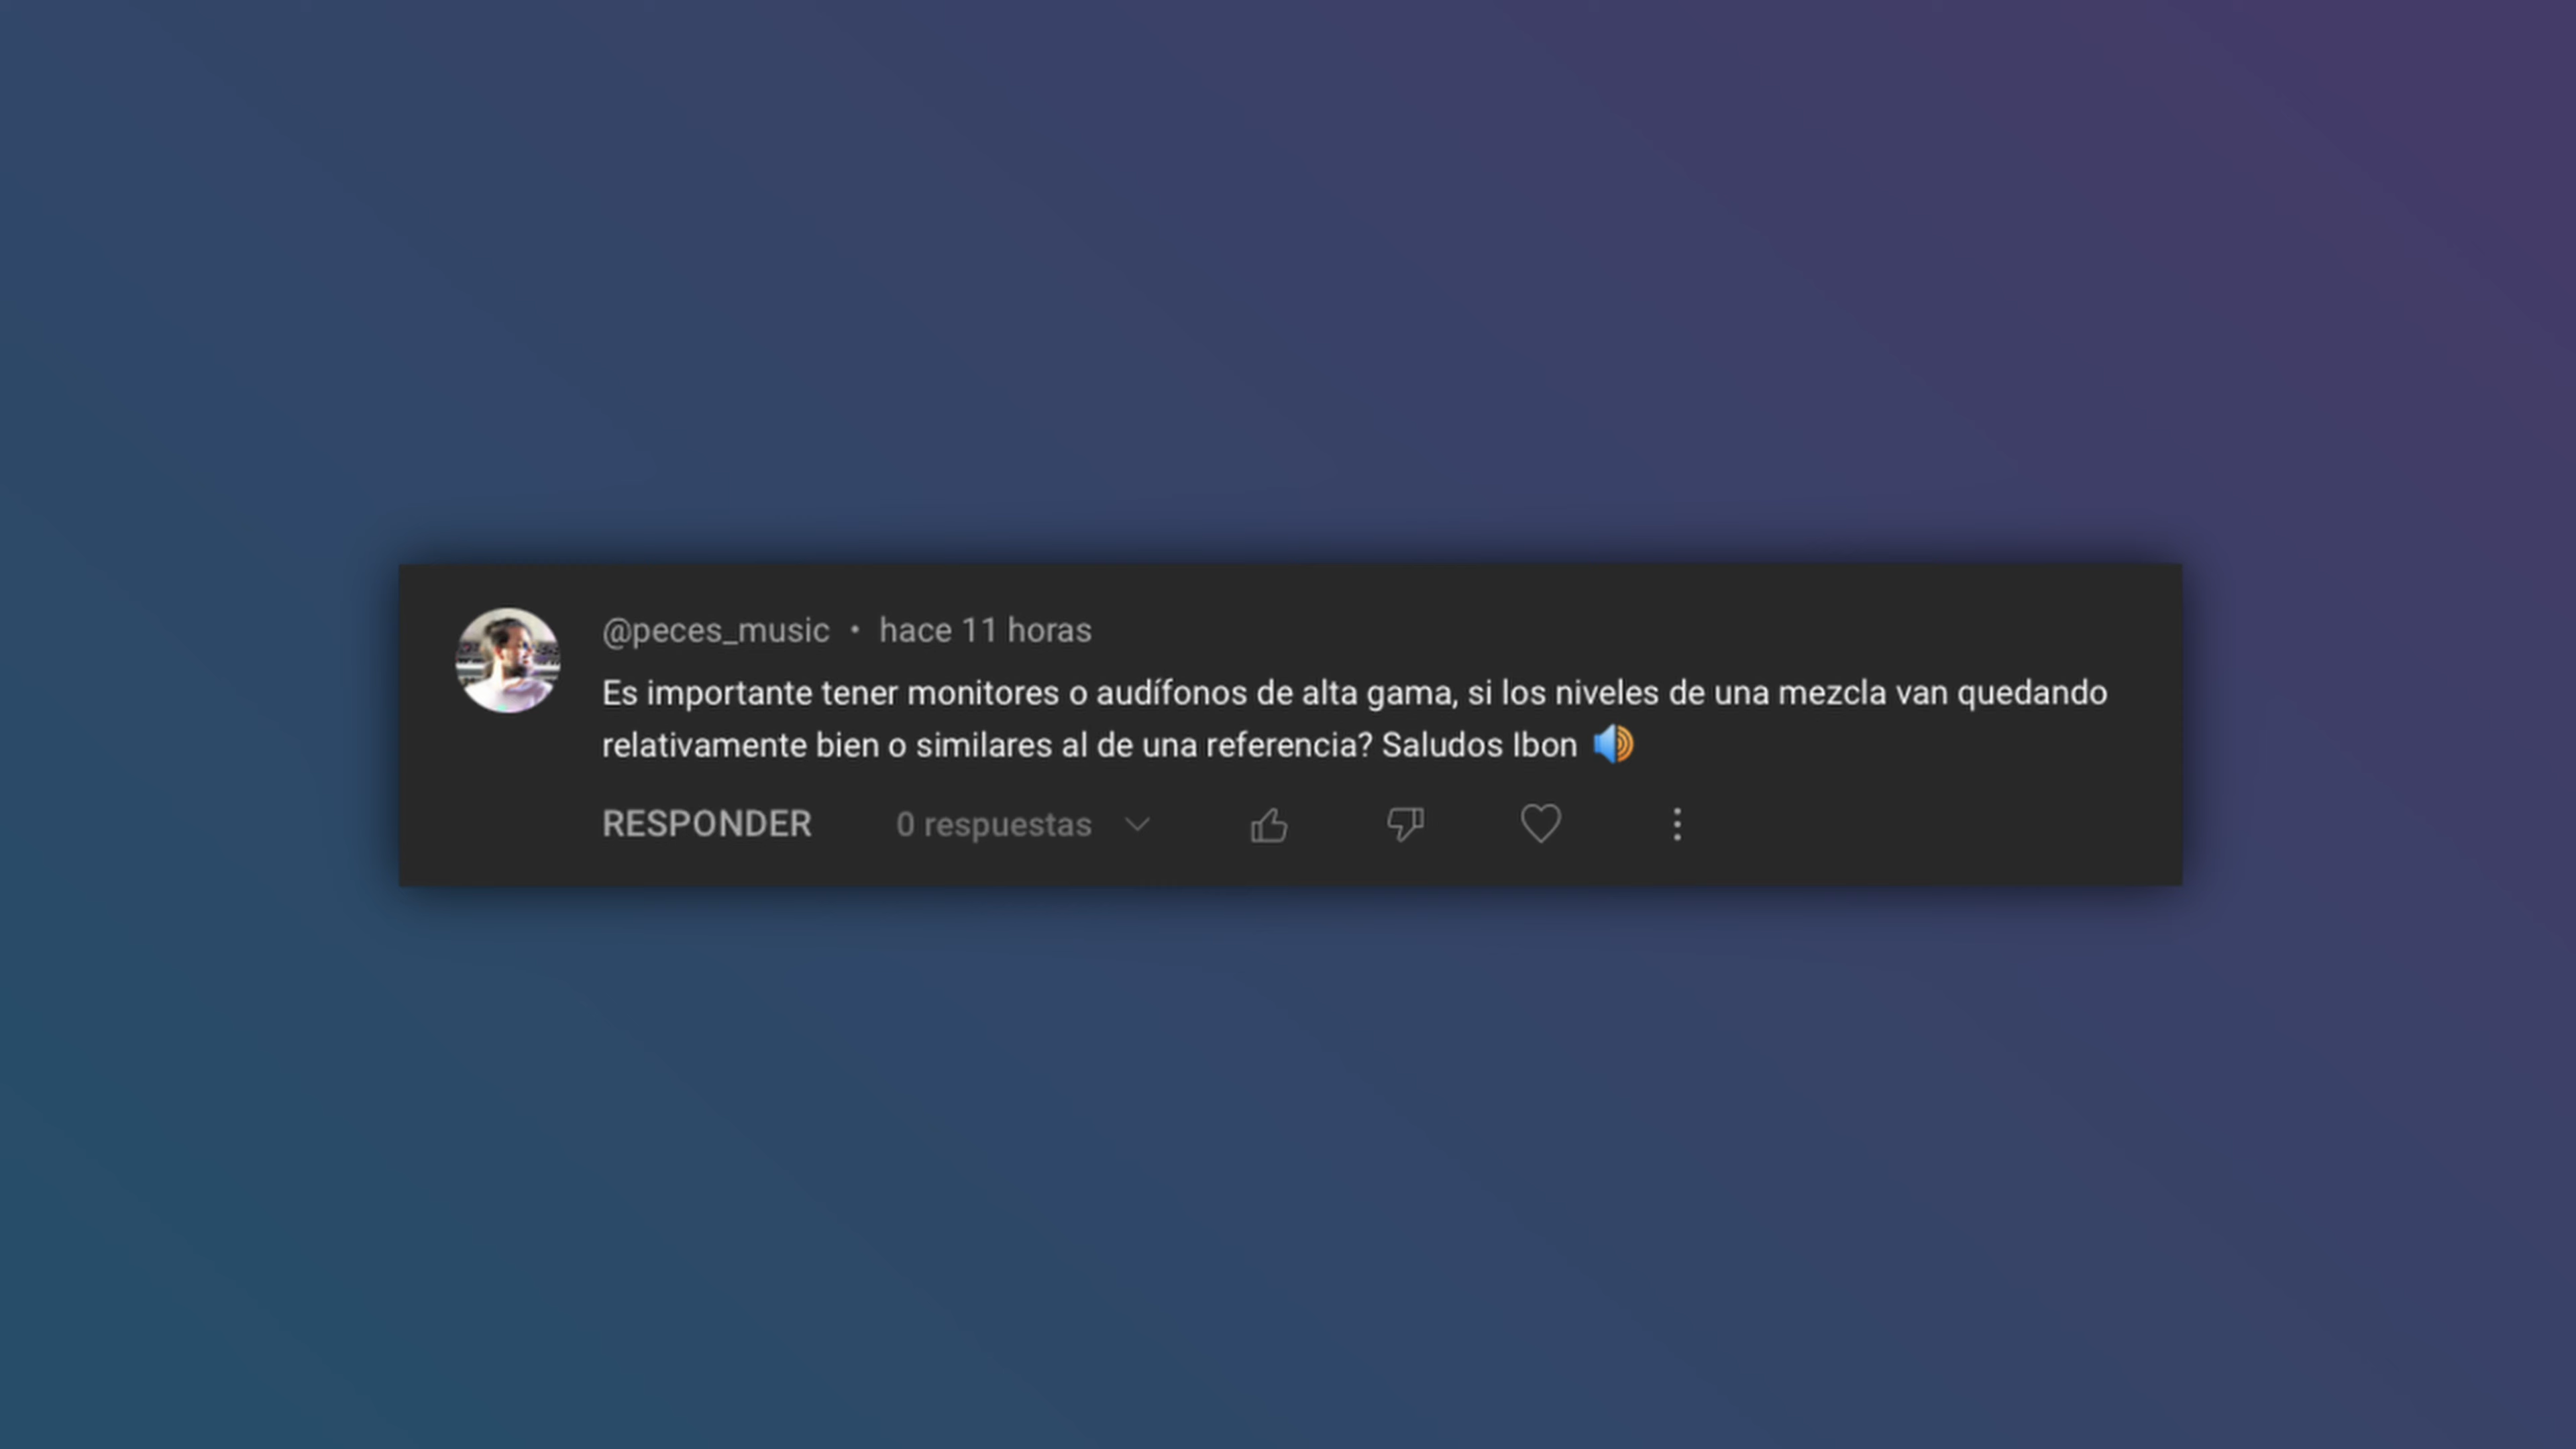 @peces_music • hace 11 horas
Es importante tener monitores o audífonos de alta gama, si los niveles de una mezcla van quedando
relativamente bien o similares al de una referencia? Saludos Ibon 🔊
RESPONDER 0 respuestas